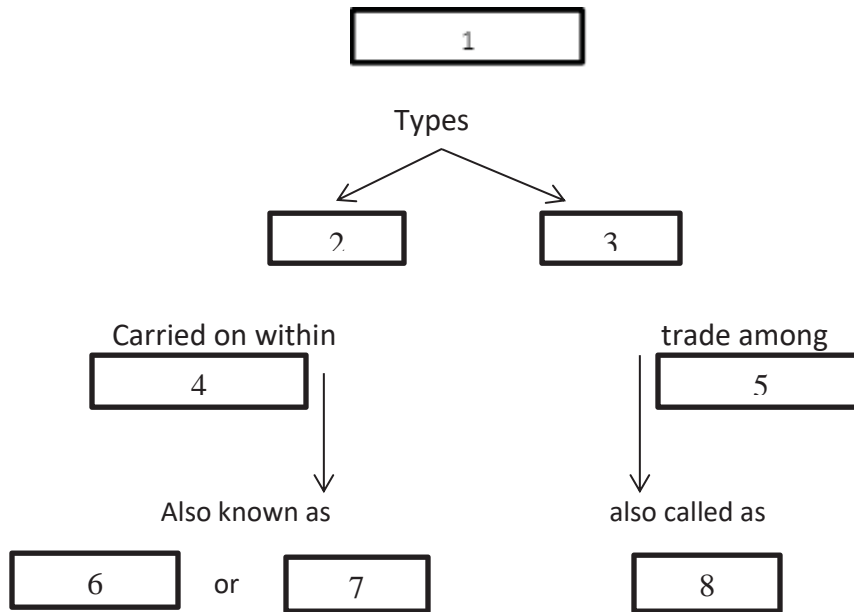 1
Types
2 3
Carried on within trade among
4 5
Also known as also called as
6 or 7 8